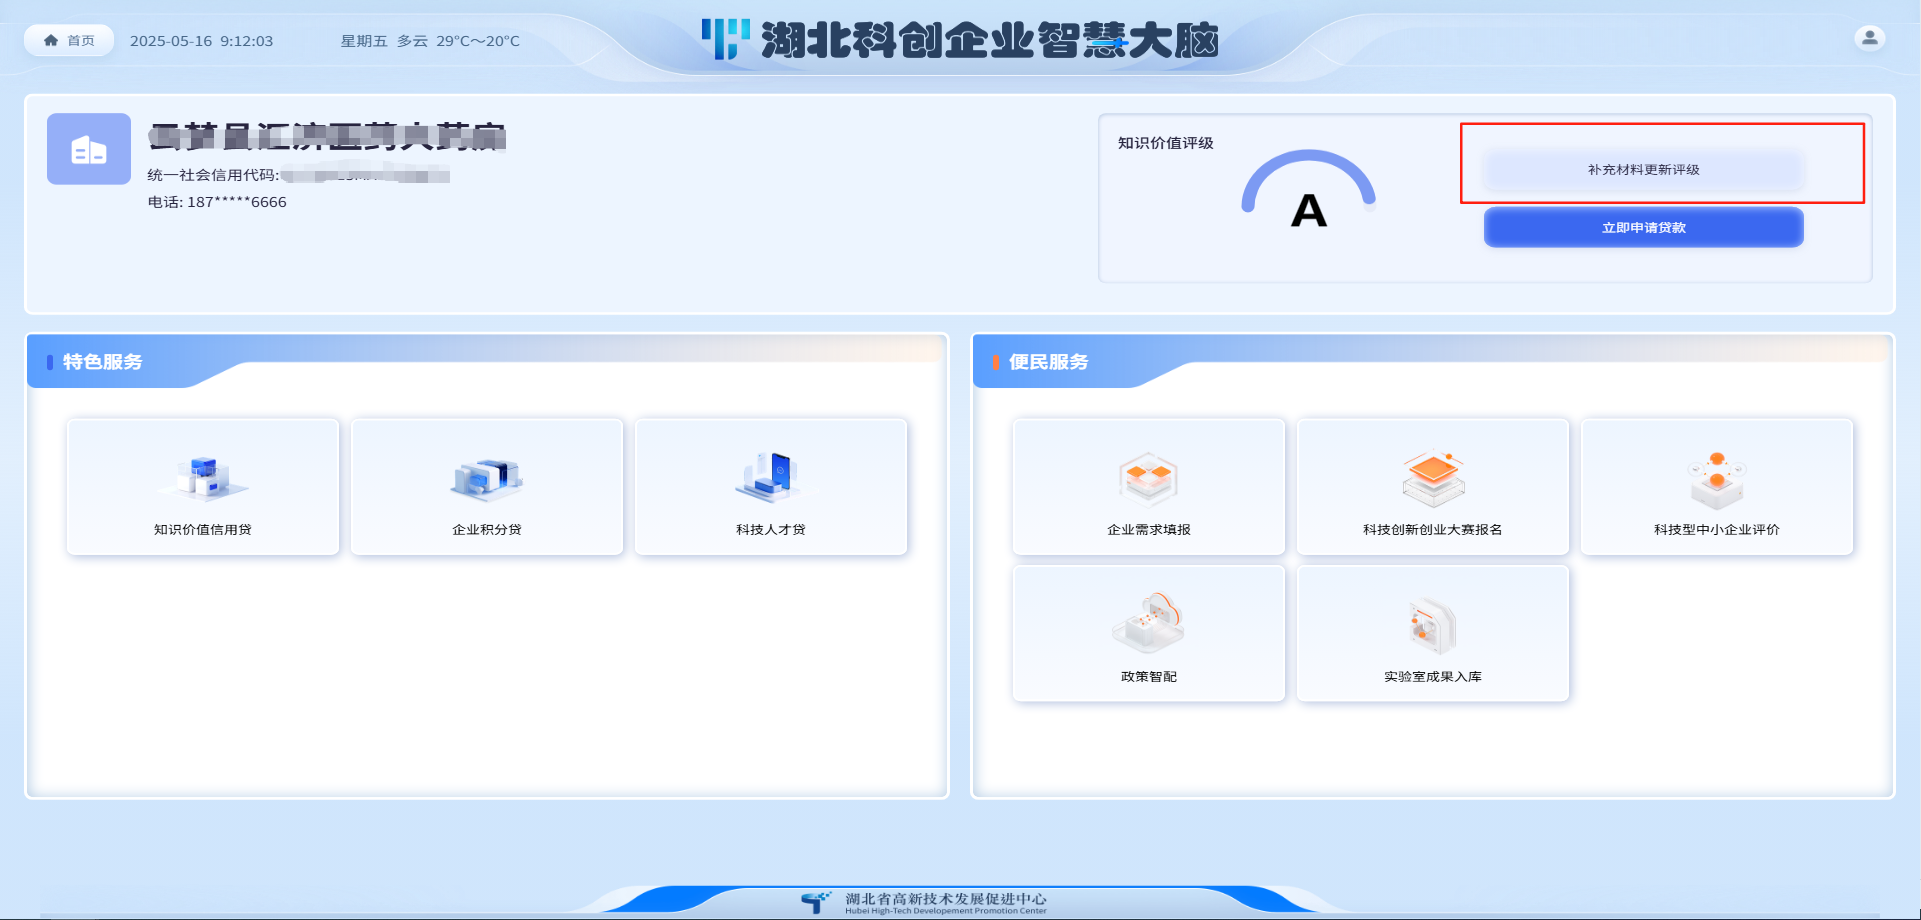 首页
2025-05-16 9:12:03
星期五 多云 29°C～20°C
湖北科创企业智慧大脑
统一社会信用代码:
电话: 187*****6666
知识价值评级
A
补充材料更新评级
立即申请贷款
特色服务
知识价值信用贷
企业积分贷
科技人才贷
便民服务
企业需求填报
科技创新创业大赛报名
科技型中小企业评价
政策智配
实验室成果入库
湖北省高新技术发展促进中心
Hubei High-Tech Developement Promotion Center